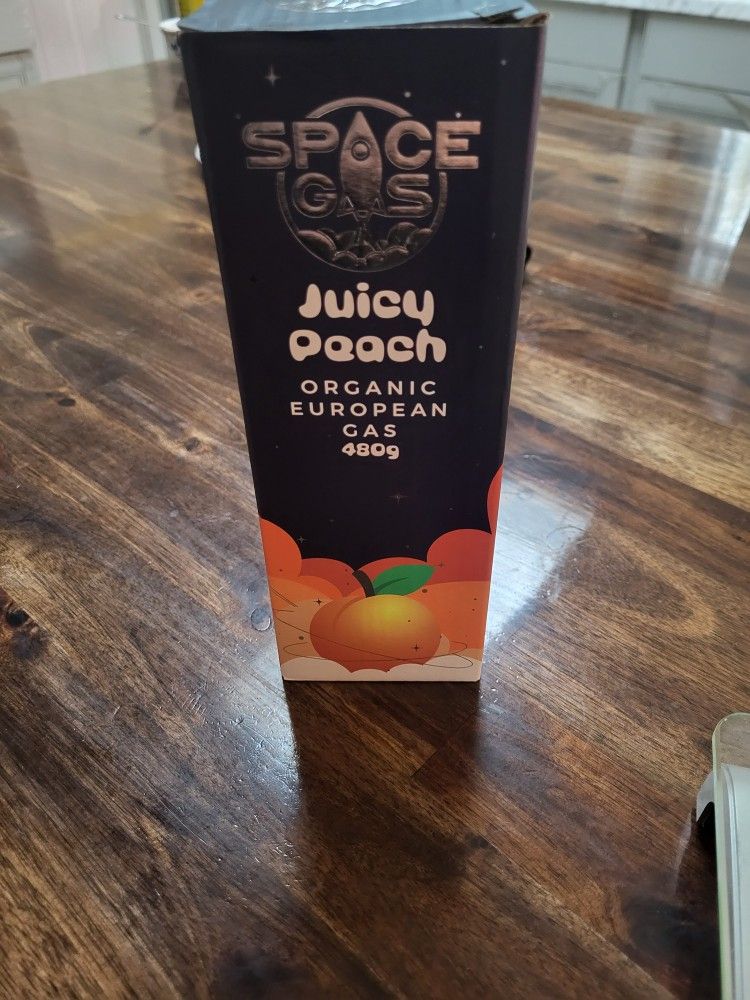 SPACE
GAS
Juicy
Peach
ORGANIC
EUROPEAN
GAS
480g